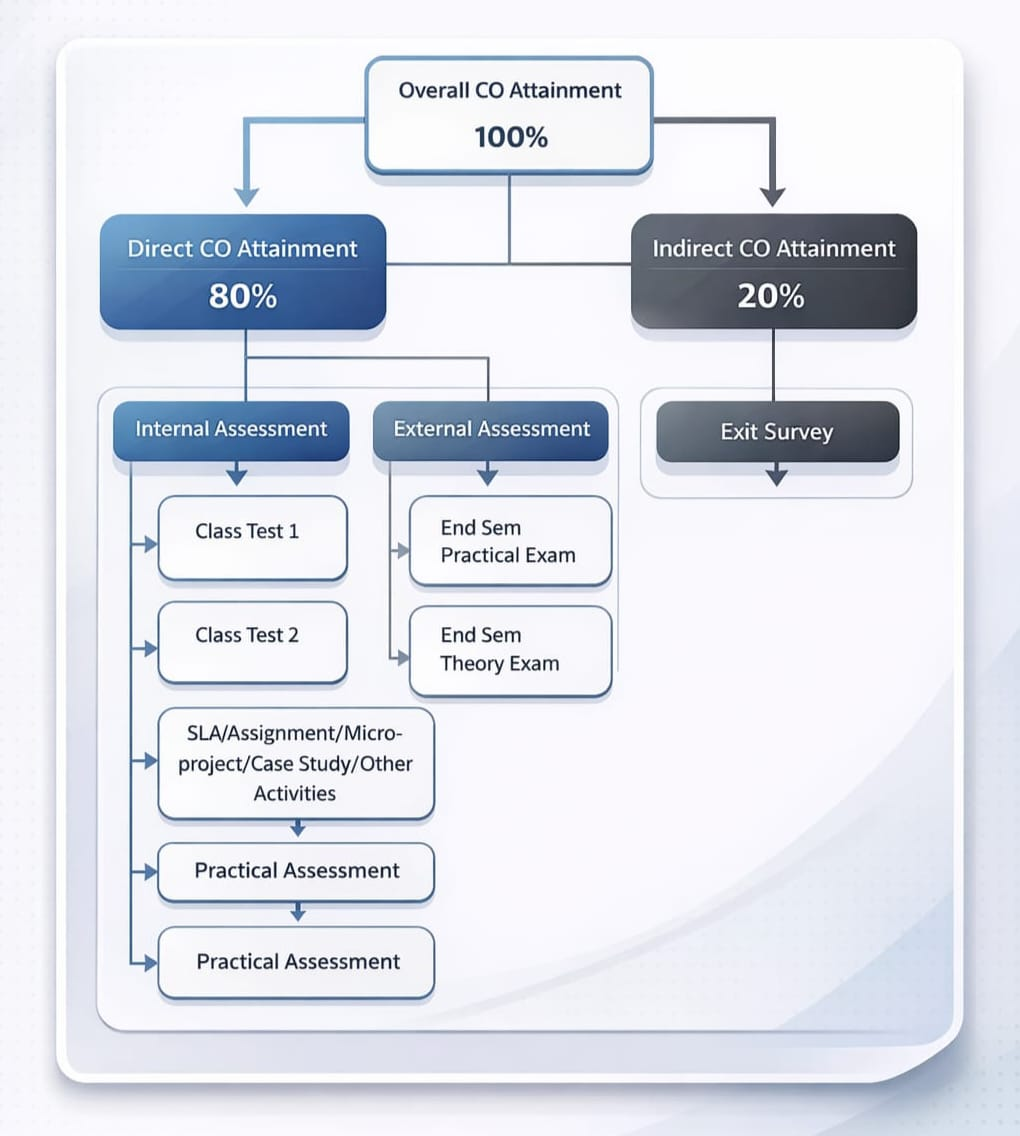 Overall CO Attainment
100%
Direct CO Attainment
80%
Indirect CO Attainment
20%
Internal Assessment
External Assessment
Exit Survey
Class Test 1
Class Test 2
SLA/Assignment/Micro-
project/Case Study/Other
Activities
Practical Assessment
Practical Assessment
End Sem
Practical Exam
End Sem
Theory Exam